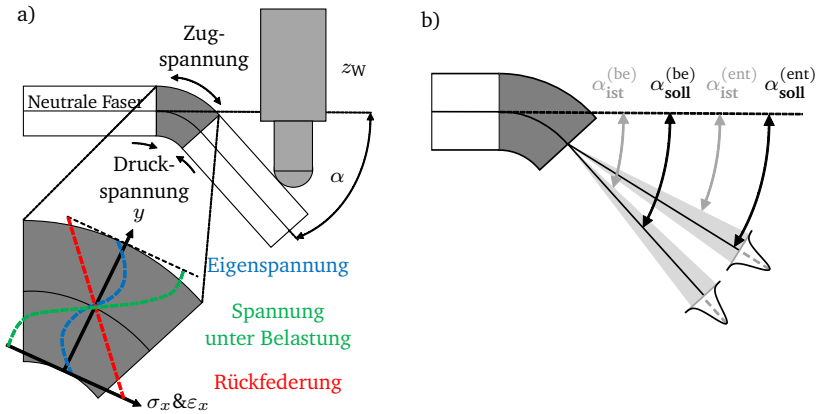 a)
Zug-
spannung
z_W
Neutrale Faser
Druck-
spannung
α
y
Eigenspannung
Spannung
unter Belastung
Rückfederung
σ_x&ε_x
b)
α_ist^(be) α_soll^(be) α_ist^(ent) α_soll^(ent)